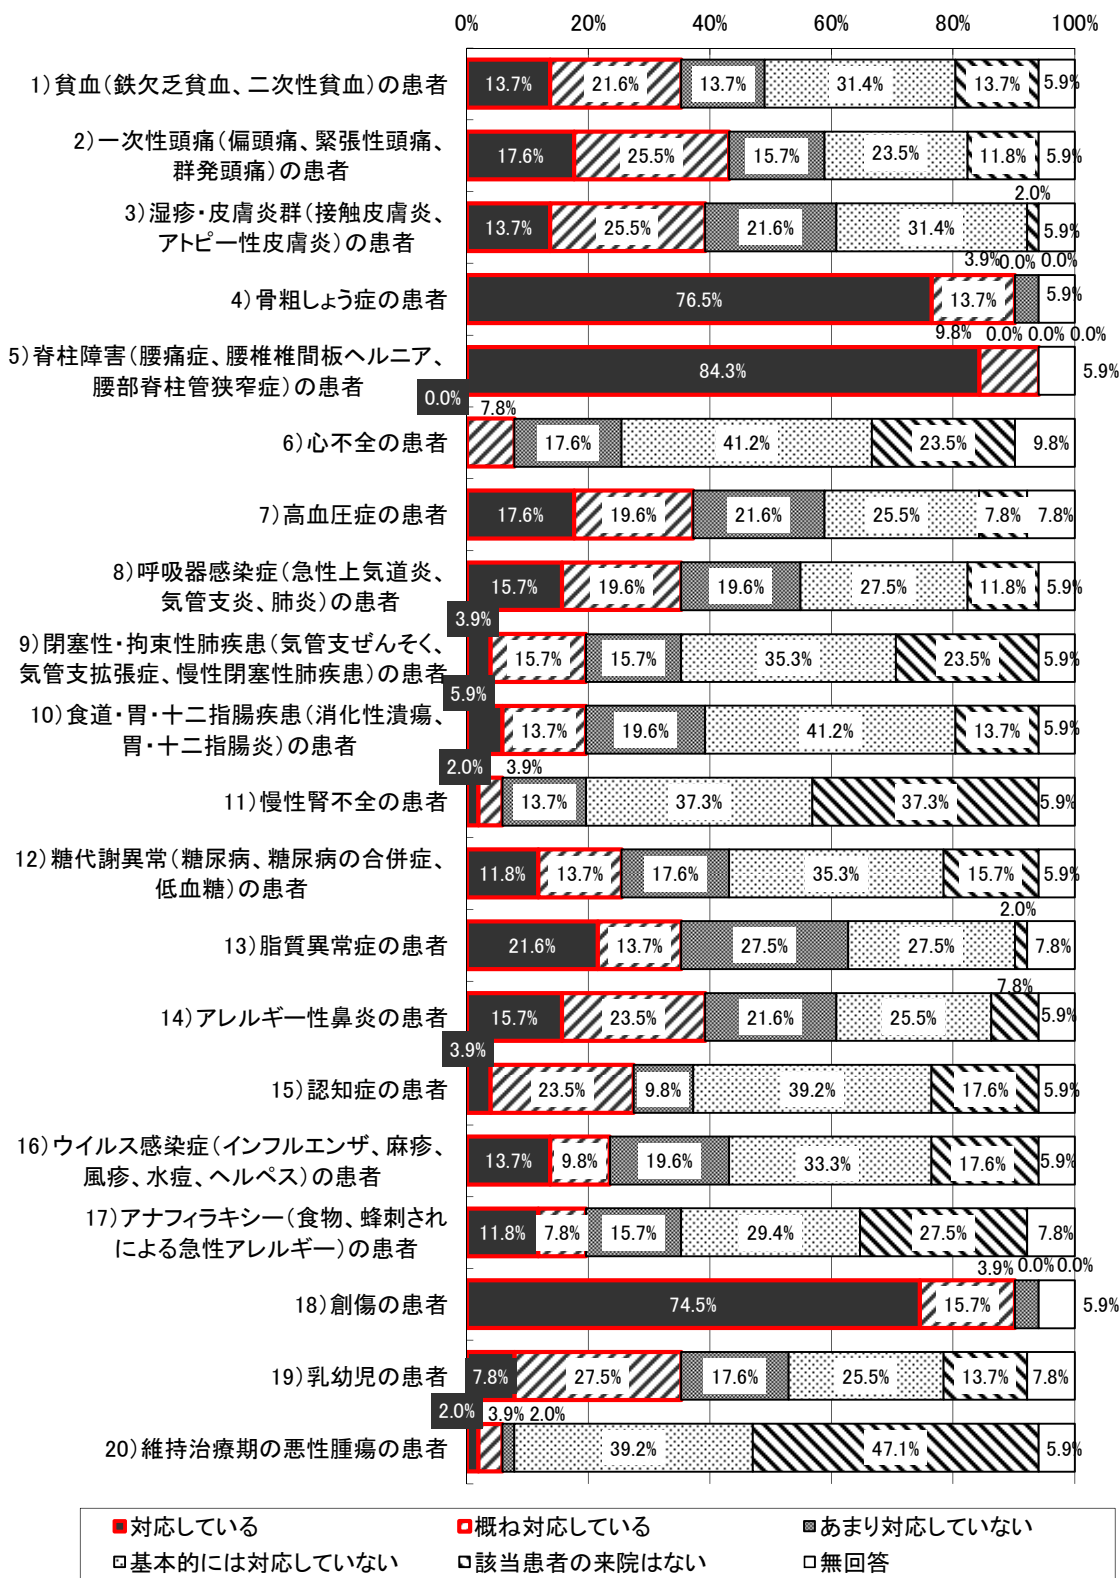 0% 20% 40% 60% 80% 100%
1)貧血(鉄欠乏貧血、二次性貧血)の患者 13.7% 21.6% 13.7% 31.4% 13.7% 5.9%
2)一次性頭痛(偏頭痛、緊張性頭痛、
群発頭痛)の患者 17.6% 25.5% 15.7% 23.5% 11.8% 5.9%
3)湿疹・皮膚炎群(接触皮膚炎、
アトピー性皮膚炎)の患者 13.7% 25.5% 21.6% 31.4% 2.0% 5.9%
4)骨粗しょう症の患者 76.5% 13.7% 3.9% 0.0% 0.0% 5.9%
5)脊柱障害(腰痛症、腰椎椎間板ヘルニア、
腰部脊柱管狭窄症)の患者 84.3% 9.8% 0.0% 0.0% 0.0% 5.9%
6)心不全の患者 0.0% 7.8% 17.6% 41.2% 23.5% 9.8%
7)高血圧症の患者 17.6% 19.6% 21.6% 25.5% 7.8% 7.8%
8)呼吸器感染症(急性上気道炎、
気管支炎、肺炎)の患者 15.7% 19.6% 19.6% 27.5% 11.8% 5.9%
9)閉塞性・拘束性肺疾患(気管支ぜんそく、
気管支拡張症、慢性閉塞性肺疾患)の患者 3.9% 15.7% 15.7% 35.3% 23.5% 5.9%
10)食道・胃・十二指腸疾患(消化性潰瘍、
胃・十二指腸炎)の患者 5.9% 13.7% 19.6% 41.2% 13.7% 5.9%
11)慢性腎不全の患者 2.0% 3.9% 13.7% 37.3% 37.3% 5.9%
12)糖代謝異常(糖尿病、糖尿病の合併症、
低血糖)の患者 11.8% 13.7% 17.6% 35.3% 15.7% 5.9%
13)脂質異常症の患者 21.6% 13.7% 27.5% 27.5% 2.0% 7.8%
14)アレルギー性鼻炎の患者 15.7% 23.5% 21.6% 25.5% 7.8% 5.9%
15)認知症の患者 3.9% 23.5% 9.8% 39.2% 17.6% 5.9%
16)ウイルス感染症(インフルエンザ、麻疹、
風疹、水痘、ヘルペス)の患者 13.7% 9.8% 19.6% 33.3% 17.6% 5.9%
17)アナフィラキシー(食物、蜂刺され
による急性アレルギー)の患者 11.8% 7.8% 15.7% 29.4% 27.5% 7.8%
18)創傷の患者 74.5% 15.7% 3.9% 0.0% 0.0% 5.9%
19)乳幼児の患者 7.8% 27.5% 17.6% 25.5% 13.7% 7.8%
20)維持治療期の悪性腫瘍の患者 2.0% 3.9% 2.0% 39.2% 47.1% 5.9%
対応している 概ね対応している あまり対応していない
基本的には対応していない 該当患者の来院はない 無回答